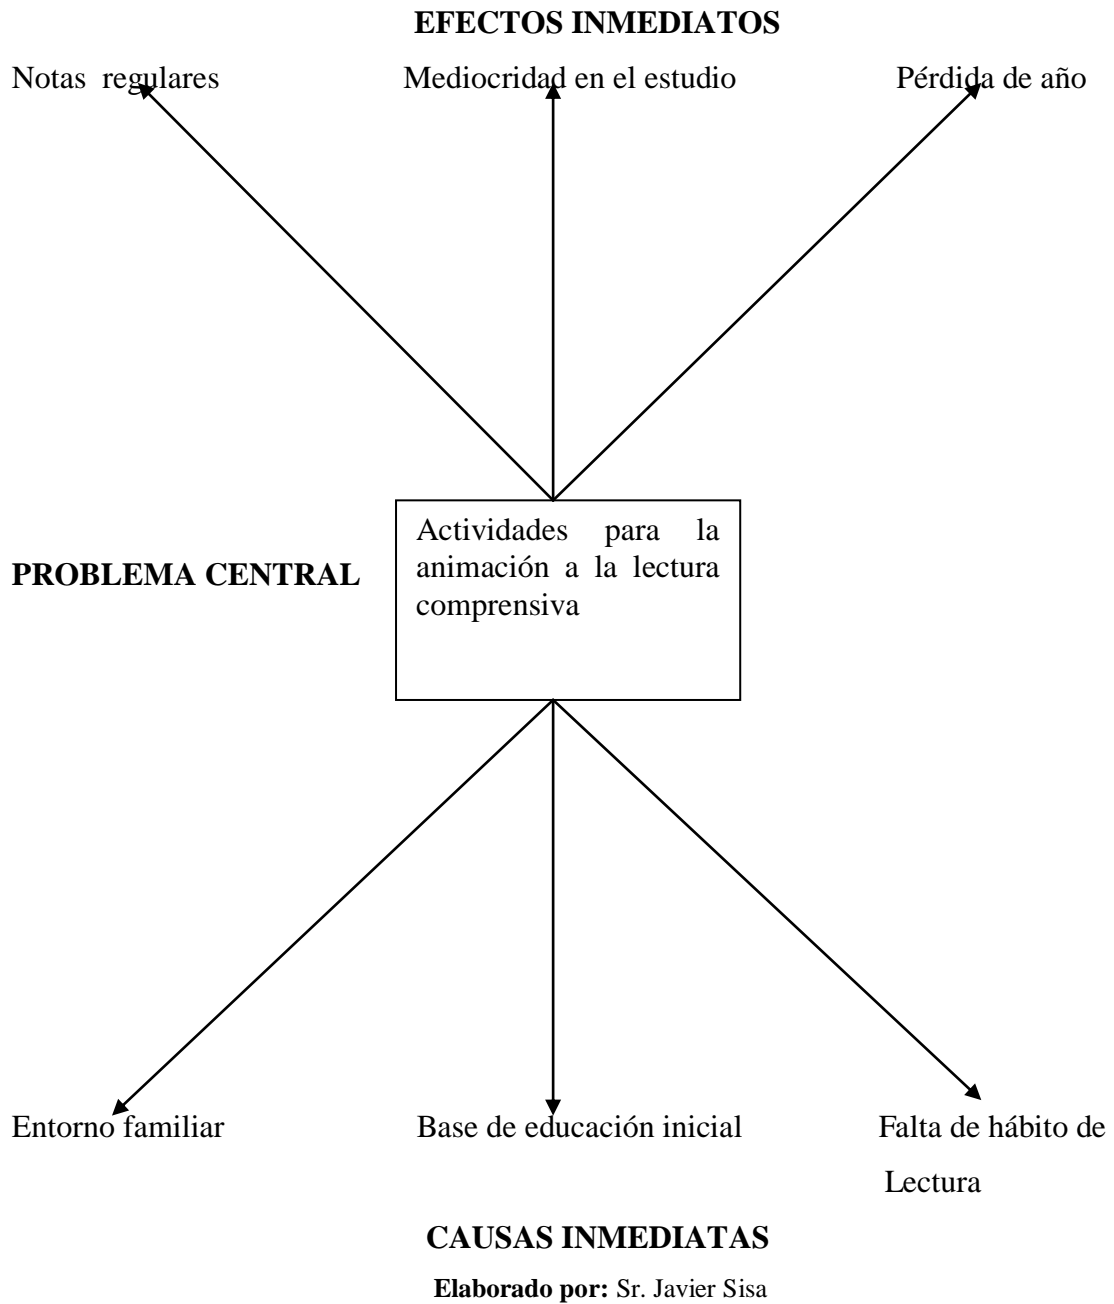 EFECTOS INMEDIATOS
Notas regulares Mediocridad en el estudio Pérdida de año
Actividades para la
animación a la lectura
comprensiva
PROBLEMA CENTRAL
Entorno familiar Base de educación inicial Falta de hábito de
Lectura
CAUSAS INMEDIATAS
Elaborado por: Sr. Javier Sisa